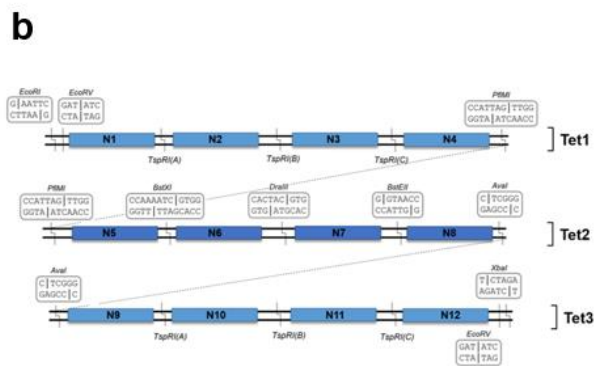 b
EcoRI EcoRV PflMI
G|AATTC GAT|ATC CCATTAG|TTGG
CTTAA|G CTA|TAG GGTA|ATCAACC
N1 N2 N3 N4 Tet1
TspRI(A) TspRI(B) TspRI(C)
PflMI BstXI DraIII BstEII AvaI
CCATTAG|TTGG CCAAAATC|GTGG CACTAC|GTG G|GTAACC C|TCGGG
GGTA|ATCAACC GGTT|TTAGCACC GTG|ATGCAC CCATTG|G GAGCC|C
N5 N6 N7 N8 Tet2
AvaI XbaI
C|TCGGG T|CTAGA
GAGCC|C AGATC|T
N9 N10 N11 N12 Tet3
TspRI(A) TspRI(B) TspRI(C) EcoRV
GAT|ATC
CTA|TAG